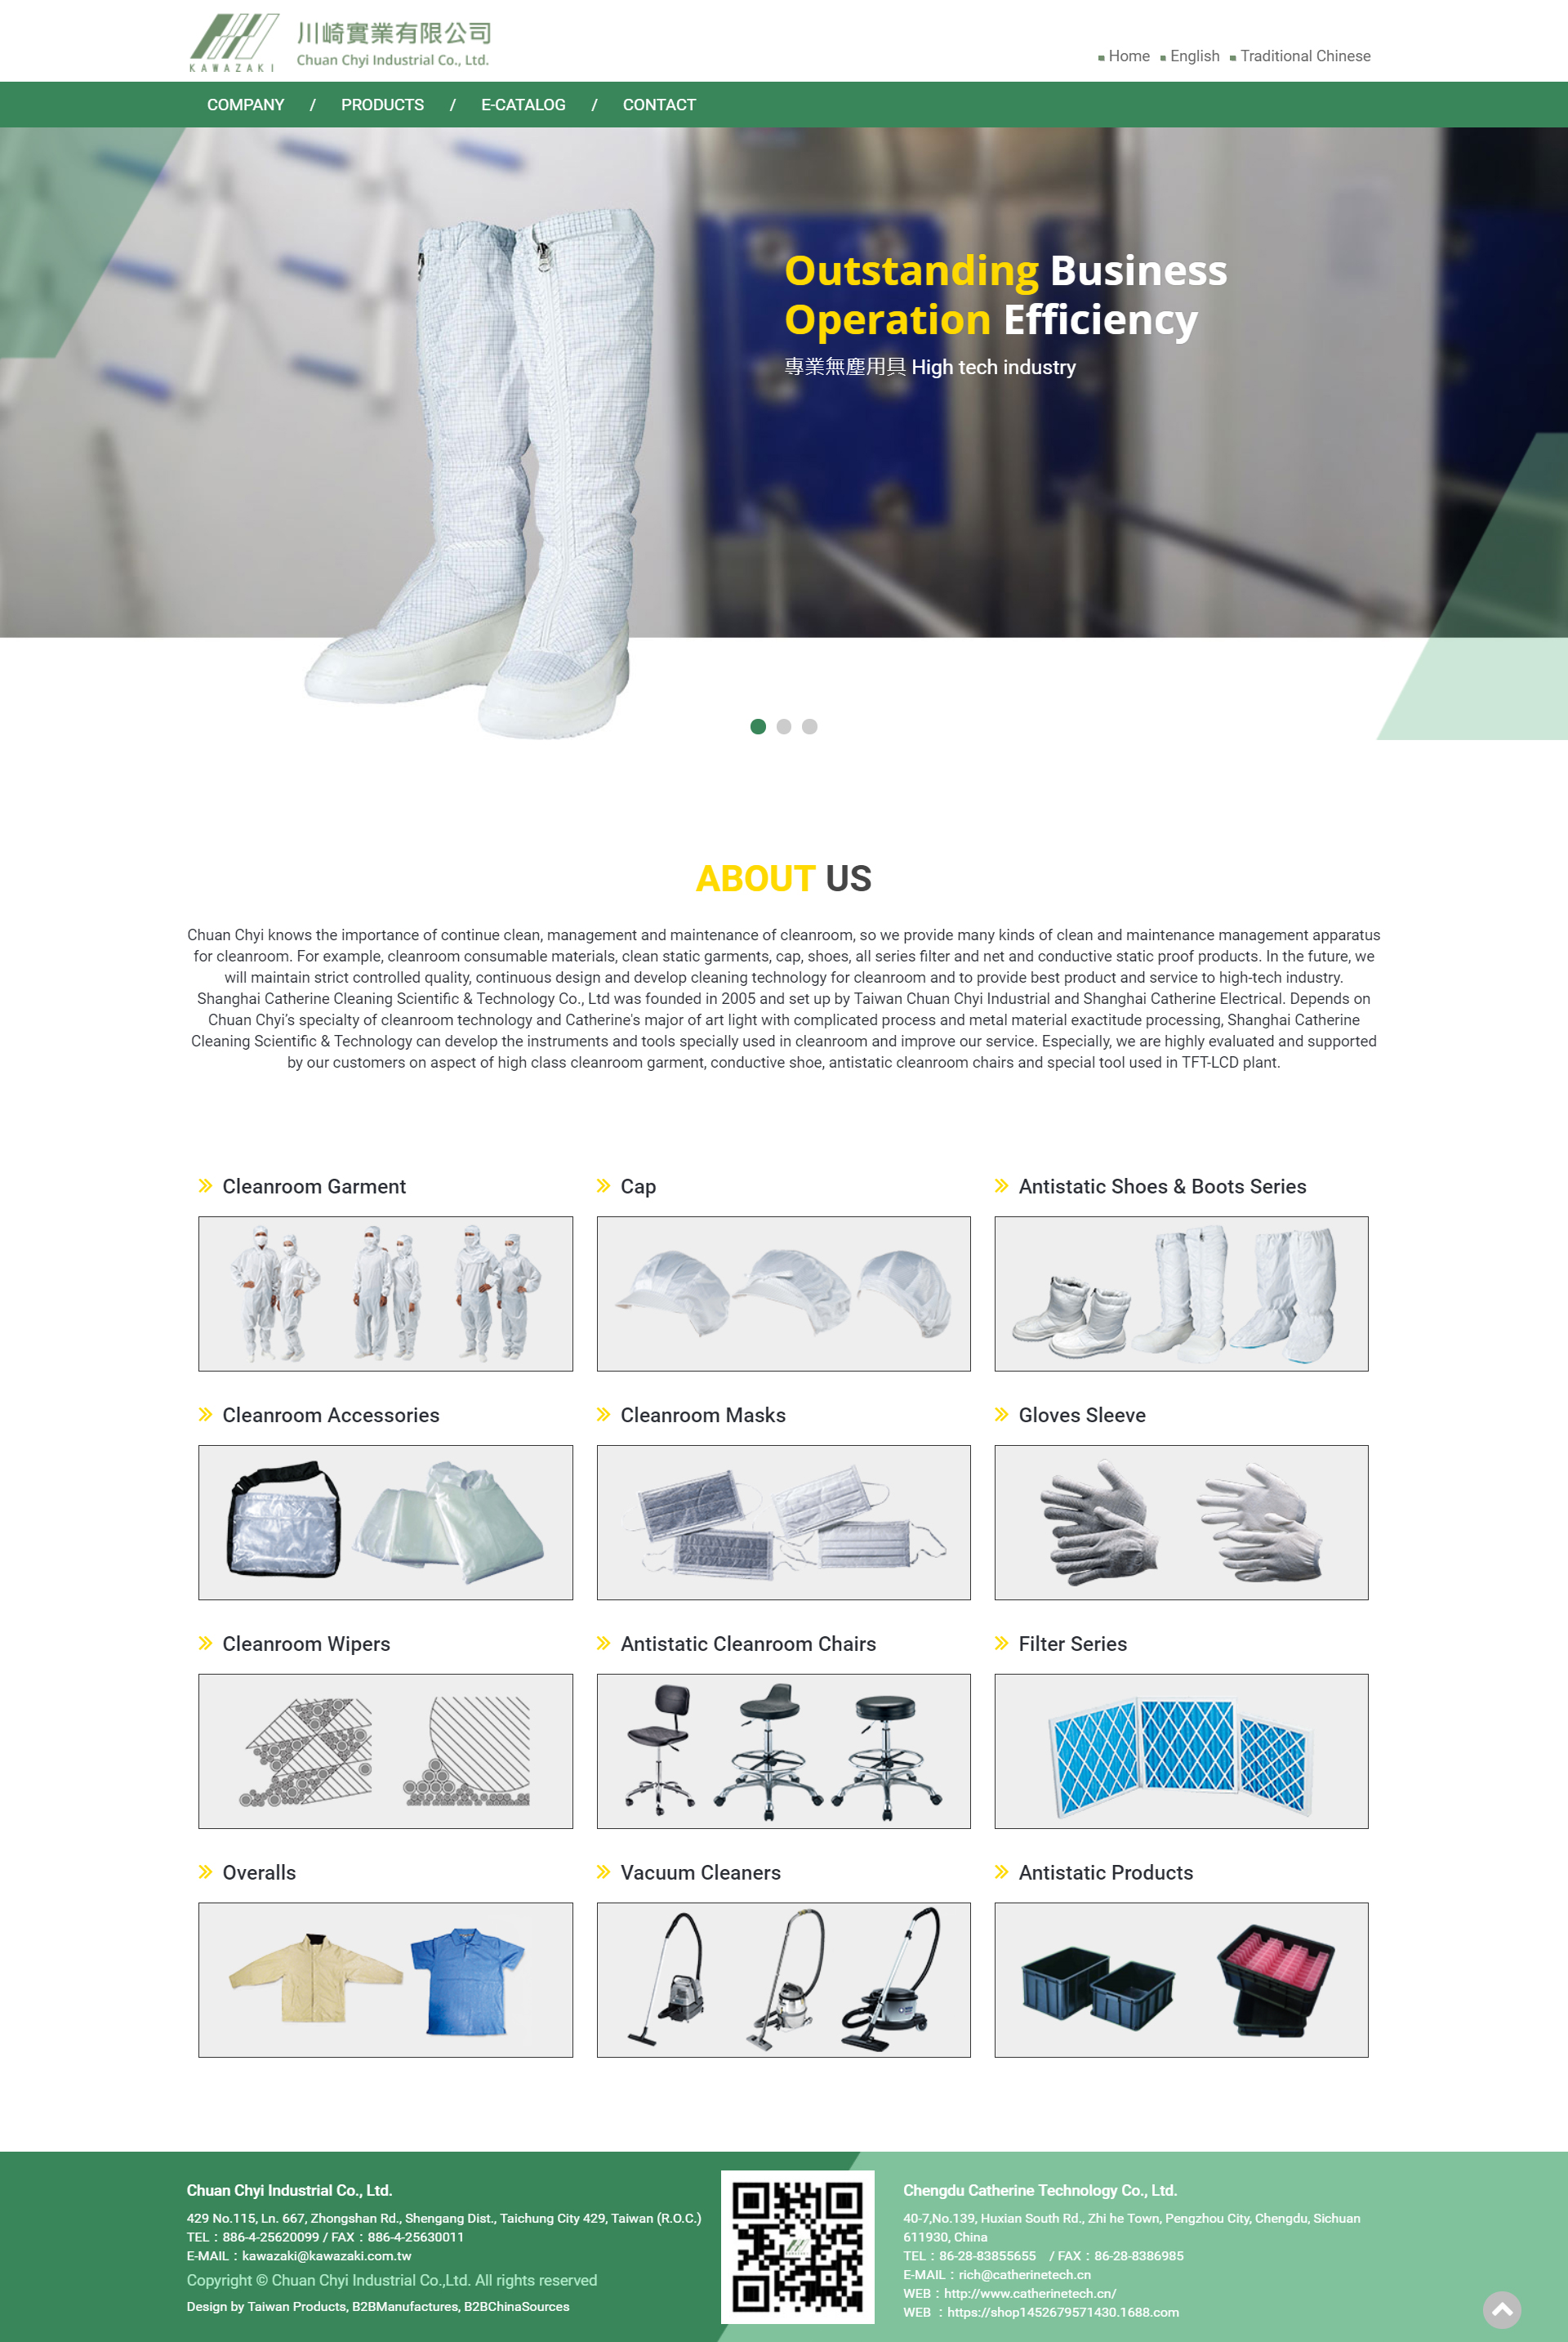 川崎實業有限公司
KAWAZAKI
Chuan Chyi Industrial Co., Ltd.
Home English Traditional Chinese
COMPANY / PRODUCTS / E-CATALOG / CONTACT
Outstanding Business
Operation Efficiency
專業無塵用具 High tech industry
ABOUT US
Chuan Chyi knows the importance of continue clean, management and maintenance of cleanroom, so we provide many kinds of clean and maintenance management apparatus
for cleanroom. For example, cleanroom consumable materials, clean static garments, cap, shoes, all series filter and net and conductive static proof products. In the future, we
will maintain strict controlled quality, continuous design and develop cleaning technology for cleanroom and to provide best product and service to high-tech industry.
Shanghai Catherine Cleaning Scientific & Technology Co., Ltd was founded in 2005 and set up by Taiwan Chuan Chyi Industrial and Shanghai Catherine Electrical. Depends on
Chuan Chyi’s specialty of cleanroom technology and Catherine's major of art light with complicated process and metal material exactitude processing, Shanghai Catherine
Cleaning Scientific & Technology can develop the instruments and tools specially used in cleanroom and improve our service. Especially, we are highly evaluated and supported
by our customers on aspect of high class cleanroom garment, conductive shoe, antistatic cleanroom chairs and special tool used in TFT-LCD plant.
Cleanroom Garment
Cap
Antistatic Shoes & Boots Series
Cleanroom Accessories
Cleanroom Masks
Gloves Sleeve
Cleanroom Wipers
Antistatic Cleanroom Chairs
Filter Series
Overalls
Vacuum Cleaners
Antistatic Products
Chuan Chyi Industrial Co., Ltd.
429 No.115, Ln. 667, Zhongshan Rd., Shengang Dist., Taichung City 429, Taiwan (R.O.C.)
TEL：886-4-25620099 / FAX：886-4-25630011
E-MAIL：kawazaki@kawazaki.com.tw
Copyright © Chuan Chyi Industrial Co.,Ltd. All rights reserved
Design by Taiwan Products, B2BManufactures, B2BChinaSources
KAWAZAKI
Chengdu Catherine Technology Co., Ltd.
40-7,No.139, Huxian South Rd., Zhi he Town, Pengzhou City, Chengdu, Sichuan
611930, China
TEL：86-28-83855655 / FAX：86-28-8386985
E-MAIL：rich@catherinetech.cn
WEB：http://www.catherinetech.cn/
WEB ：https://shop1452679571430.1688.com